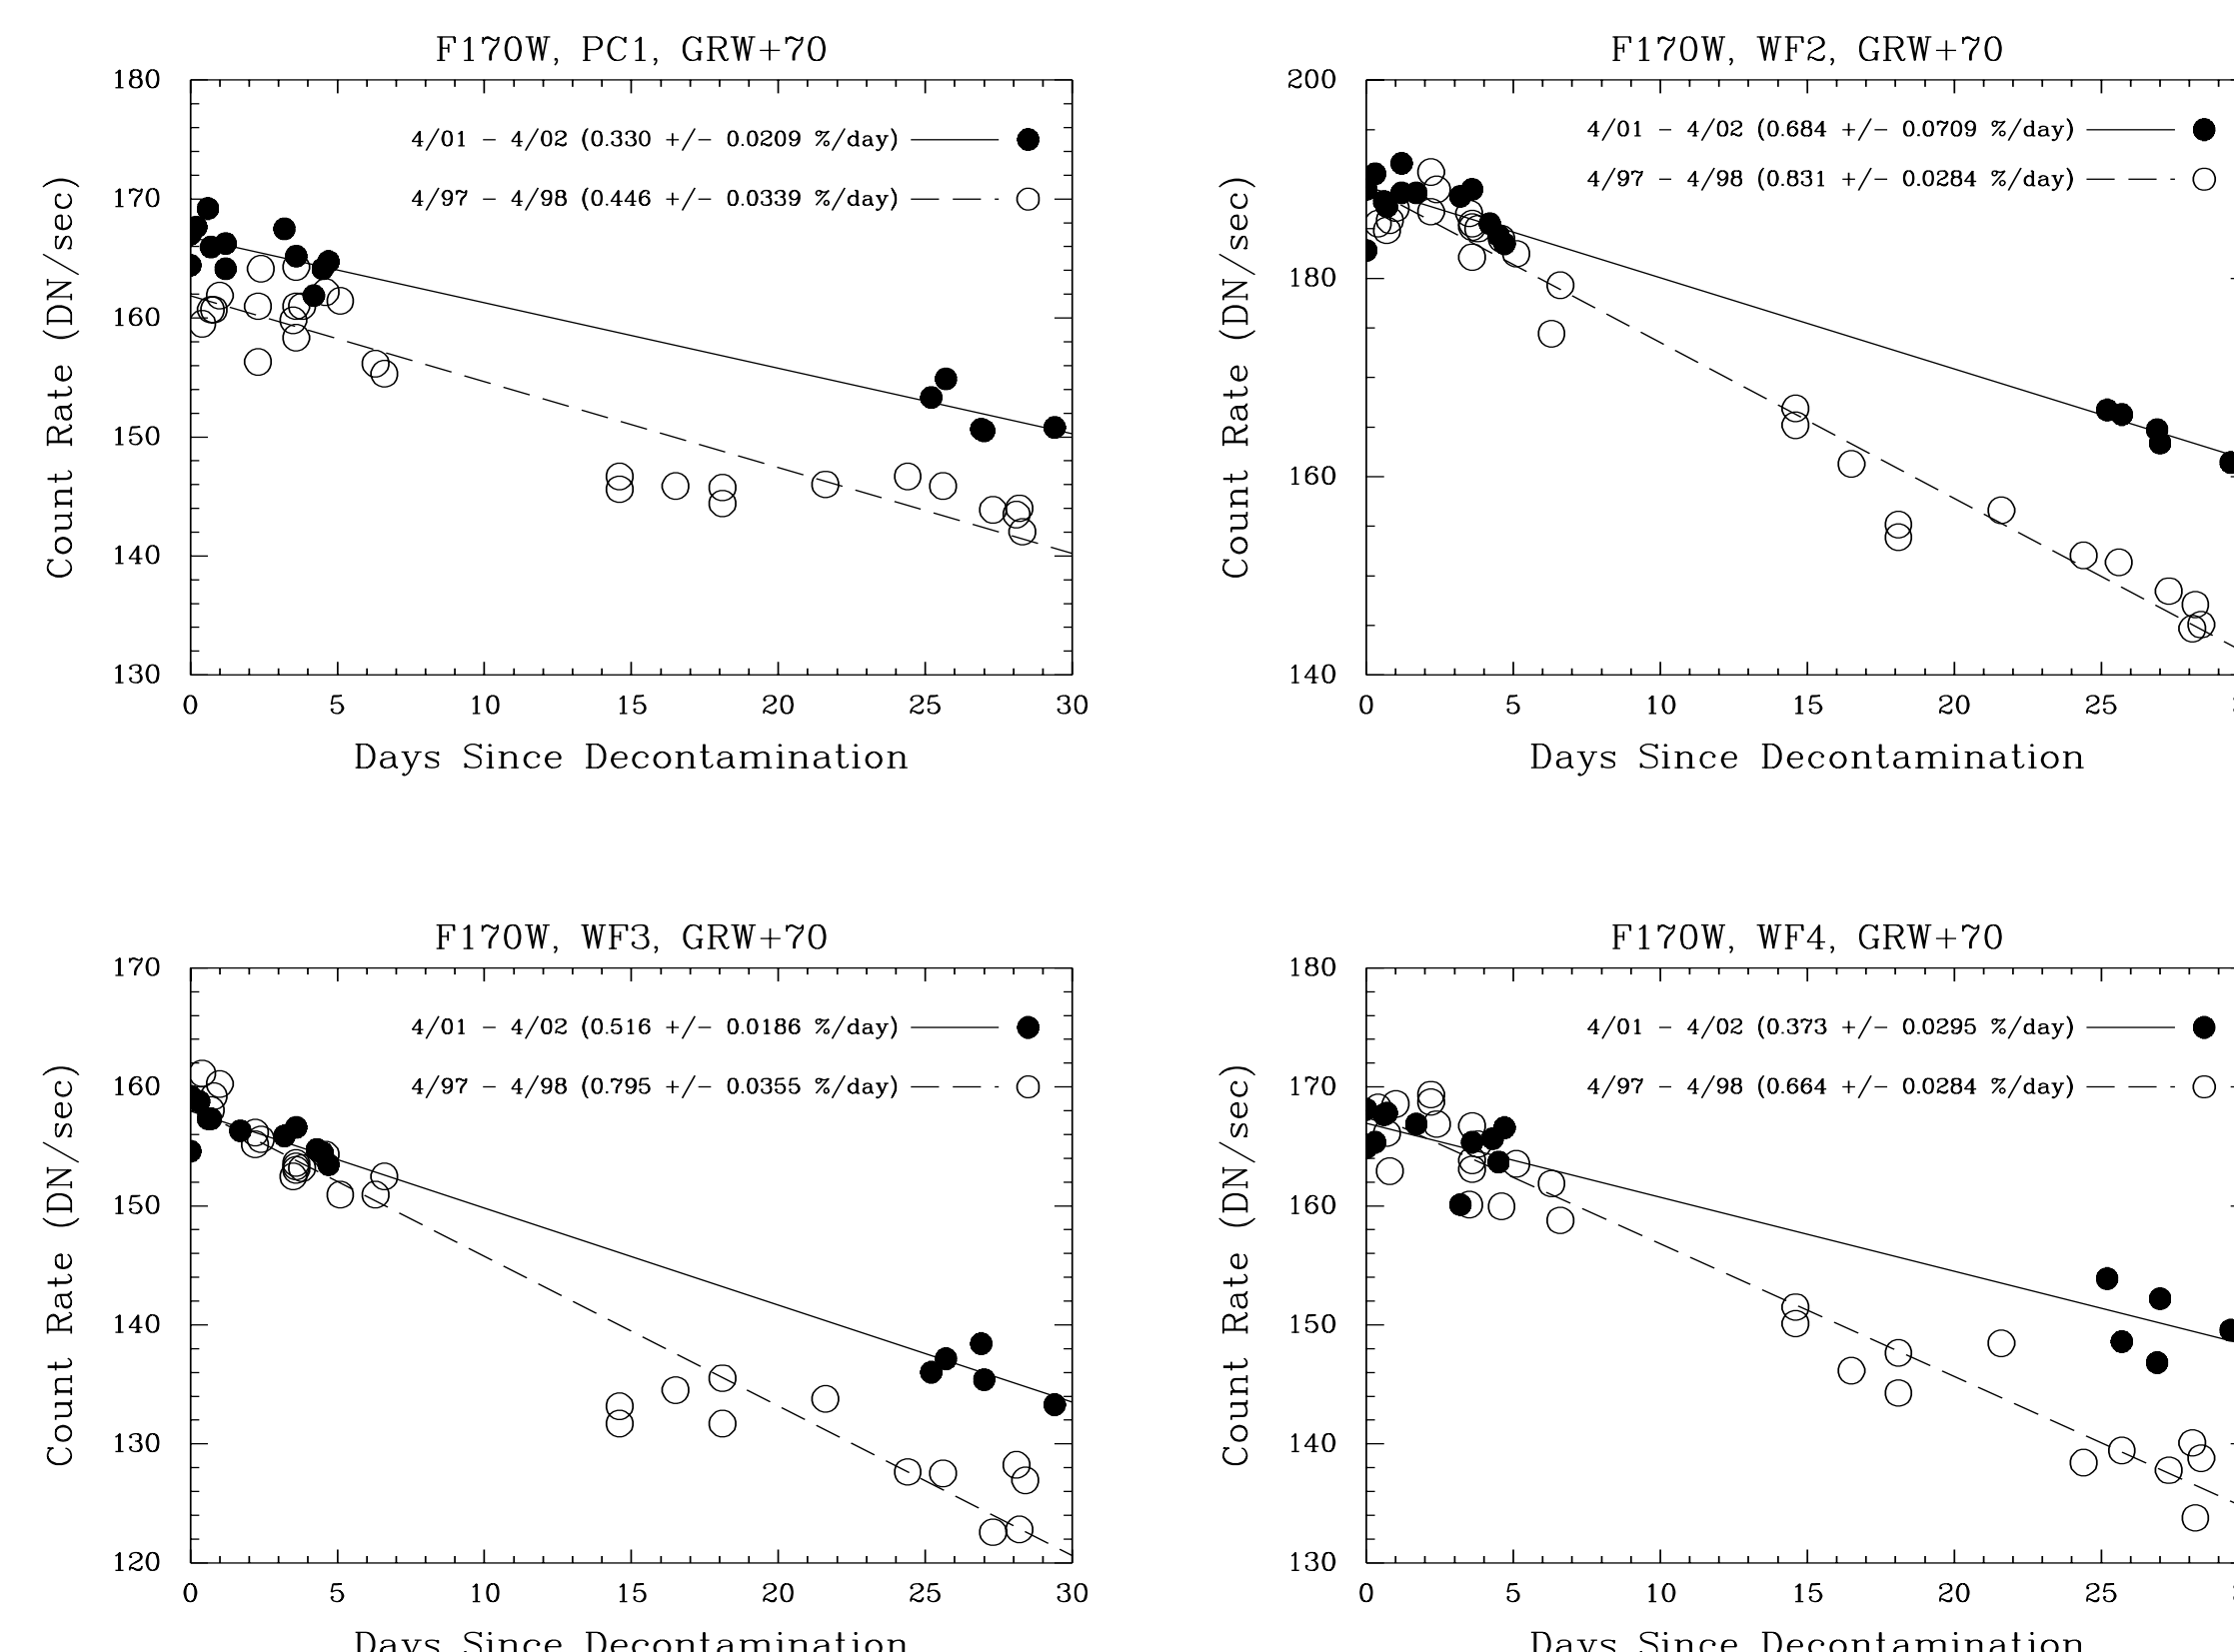 F170W, PC1, GRW+70
180
170
160
150
140
130
4/01 - 4/02 (0.330 +/- 0.0209 %/day)
4/97 - 4/98 (0.446 +/- 0.0339 %/day)
Count Rate (DN/sec)
0 5 10 15 20 25 30
Days Since Decontamination
F170W, WF2, GRW+70
200
180
160
140
4/01 - 4/02 (0.684 +/- 0.0709 %/day)
4/97 - 4/98 (0.831 +/- 0.0284 %/day)
Count Rate (DN/sec)
0 5 10 15 20 25
Days Since Decontamination
F170W, WF3, GRW+70
170
160
150
140
130
120
4/01 - 4/02 (0.516 +/- 0.0186 %/day)
4/97 - 4/98 (0.795 +/- 0.0355 %/day)
Count Rate (DN/sec)
0 5 10 15 20 25 30
Days Since Decontamination
F170W, WF4, GRW+70
180
170
160
150
140
130
4/01 - 4/02 (0.373 +/- 0.0295 %/day)
4/97 - 4/98 (0.664 +/- 0.0284 %/day)
Count Rate (DN/sec)
0 5 10 15 20 25
Days Since Decontamination